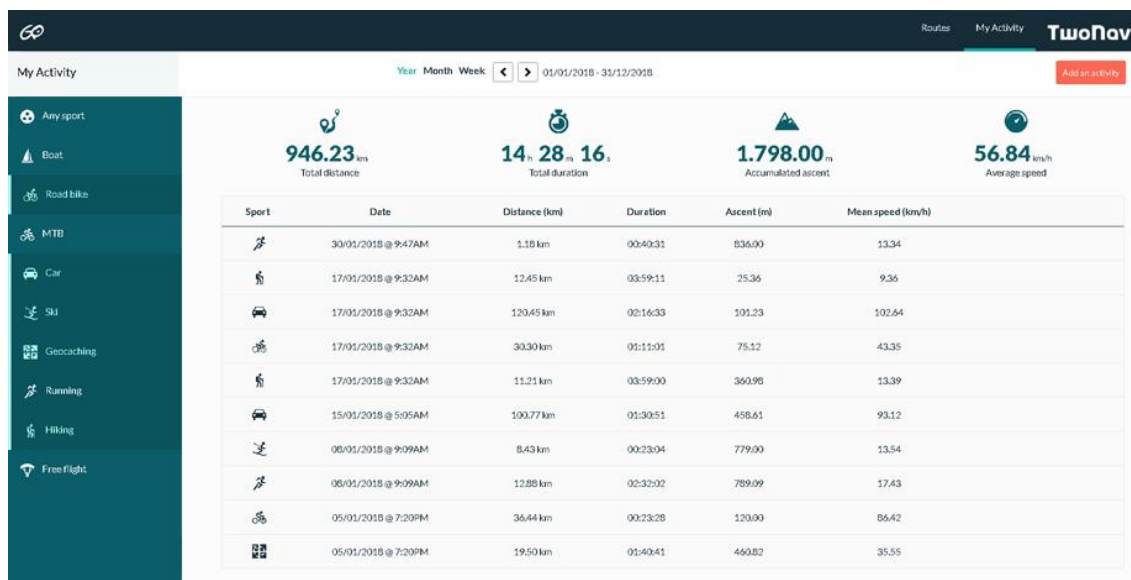 GO
Routes My Activity TwoNav
My Activity
Year Month Week 01/01/2018 - 31/12/2018
Add an activity
Any sport
Boat
Road bike
MTB
Car
Ski
Geocaching
Running
Hiking
Free flight
946.23 km 14h 28m 16s 1.798.00m 56.84 km/h
Total distance Total duration Accumulated ascent Average speed
Sport Date Distance (km) Duration Ascent (m) Mean speed (km/h)
30/01/2018 @ 9:47AM 1.18 km 00:40:31 836.00 13.34
17/01/2018 @ 9:32AM 12.45 km 03:59:11 25.36 9.36
17/01/2018 @ 9:32AM 120.45 km 02:16:33 101.23 102.64
17/01/2018 @ 9:32AM 30.30 km 01:11:01 75.12 43.35
17/01/2018 @ 9:32AM 11.21 km 03:59:00 360.98 13.39
15/01/2018 @ 5:05AM 100.77 km 01:30:51 458.61 93.12
08/01/2018 @ 9:09AM 8.43 km 00:23:04 779.00 13.54
08/01/2018 @ 9:09AM 12.88 km 02:32:02 789.09 17.43
05/01/2018 @ 7:20PM 36.44 km 00:23:28 120.00 86.42
05/01/2018 @ 7:20PM 19.50 km 01:40:41 460.82 35.55